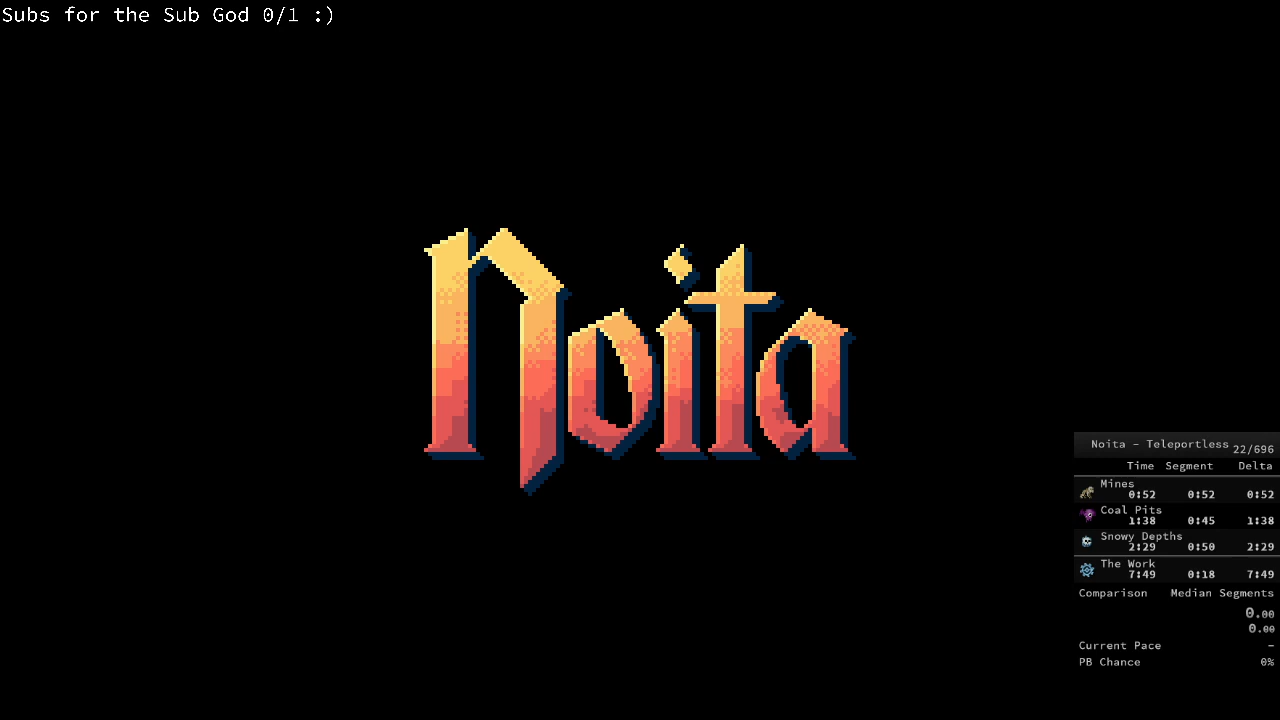 Subs for the Sub God 0/1 :)
Noita
Noita - Teleportless 22/696
Time Segment Delta
Mines
0:52 0:52 0:52
Coal Pits
1:38 0:45 1:38
Snowy Depths
2:29 0:50 2:29
The Work
7:49 0:18 7:49
Comparison Median Segments
0.00
0.00
Current Pace -
PB Chance 0%